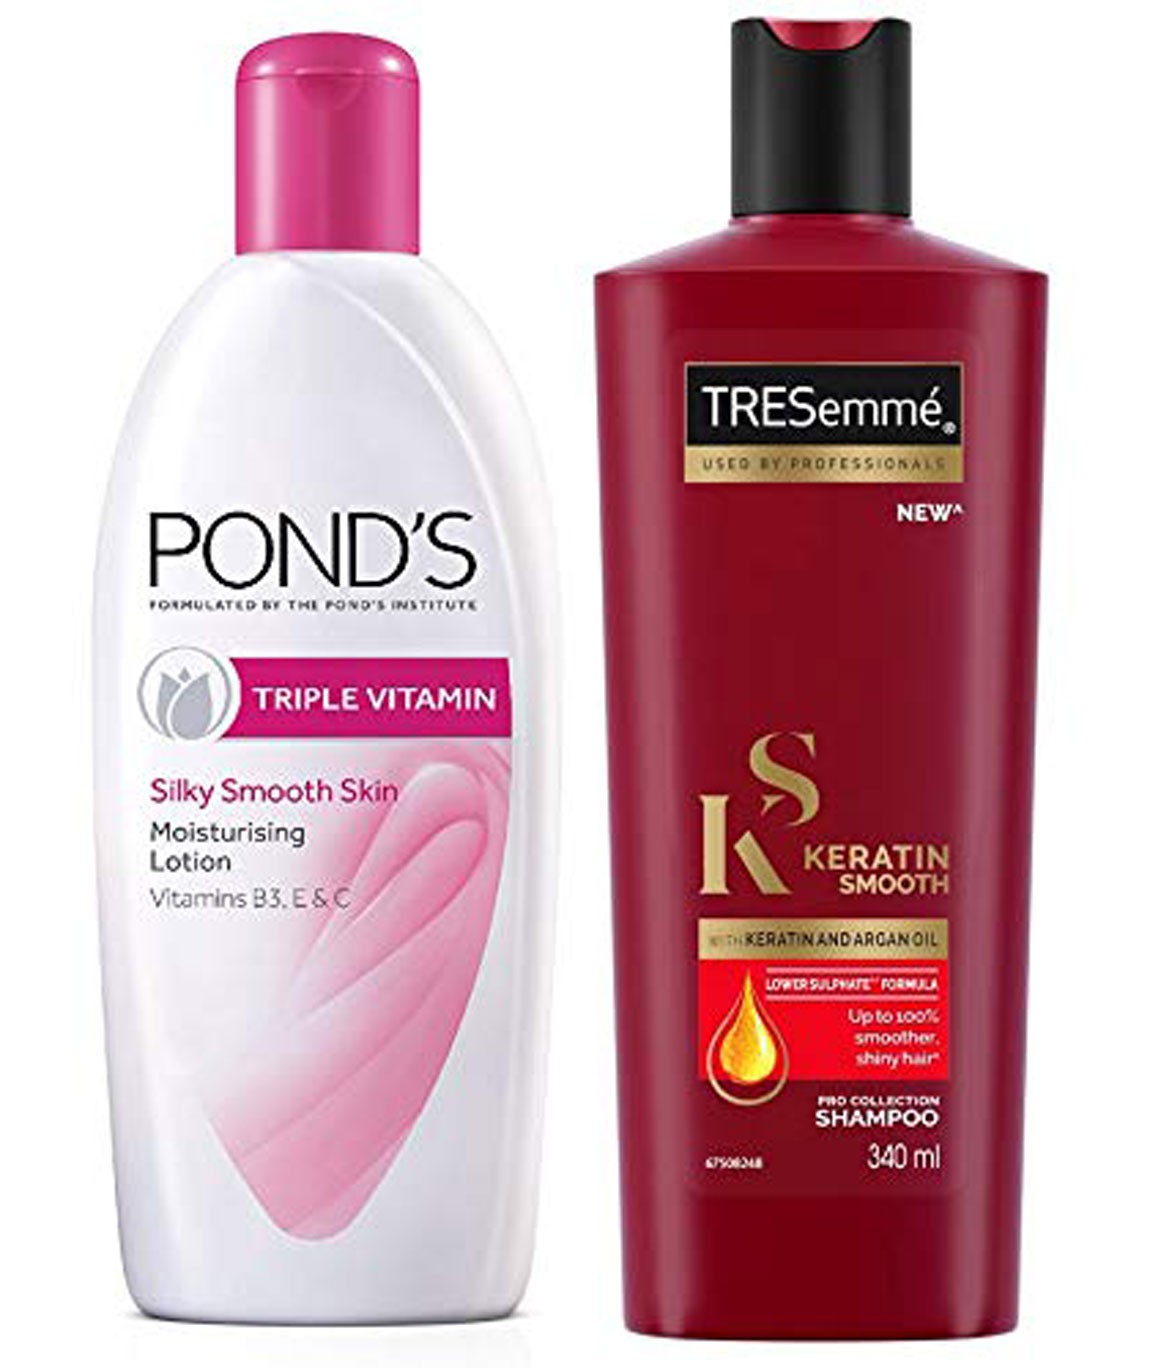 POND'S
FORMULATED BY THE POND'S INSTITUTE
TRIPLE VITAMIN
Silky Smooth Skin
Moisturising
Lotion
Vitamins B3, E & C
TRESemmé®
USED BY PROFESSIONALS
NEW^
KS
KERATIN
SMOOTH
WITH KERATIN AND ARGAN OIL
LOWER SULPHATE** FORMULA
Up to 100%
smoother,
shiny hair*
PRO COLLECTION
SHAMPOO
67508268
340 ml